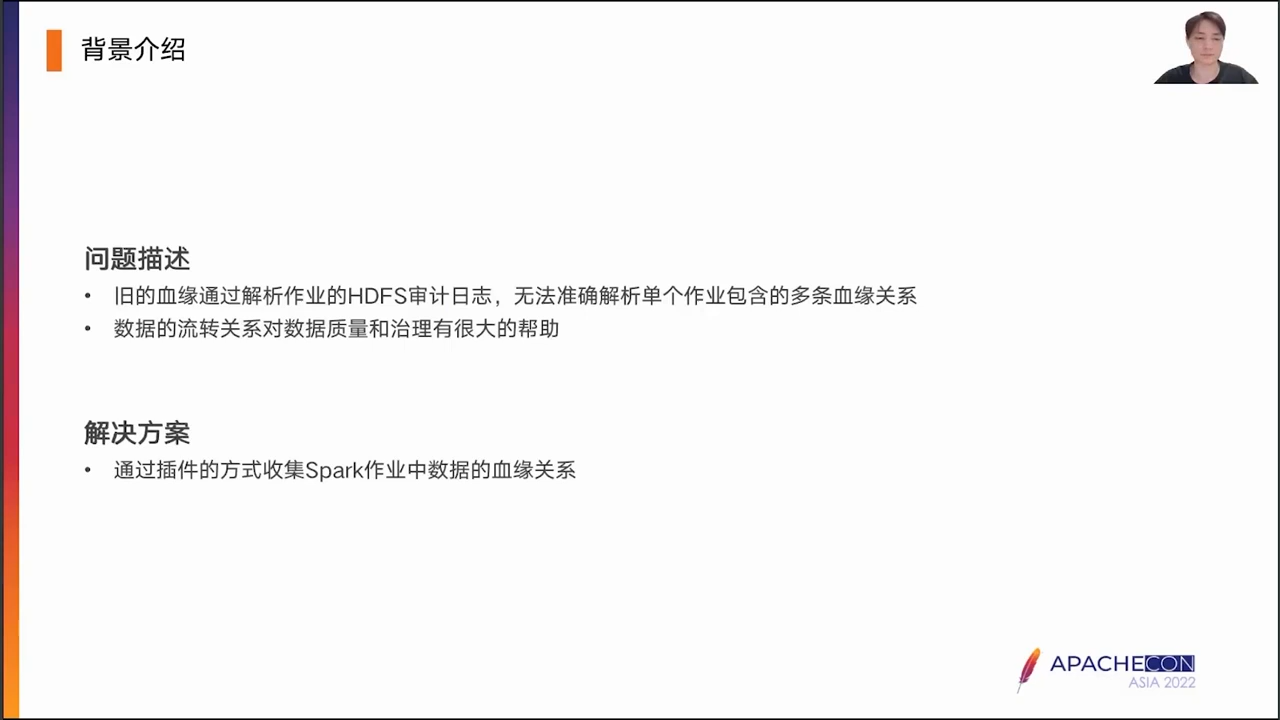 背景介绍
问题描述
• 旧的血缘通过解析作业的HDFS审计日志，无法准确解析单个作业包含的多条血缘关系
• 数据的流转关系对数据质量和治理有很大的帮助
解决方案
• 通过插件的方式收集Spark作业中数据的血缘关系
APACHECON
ASIA 2022